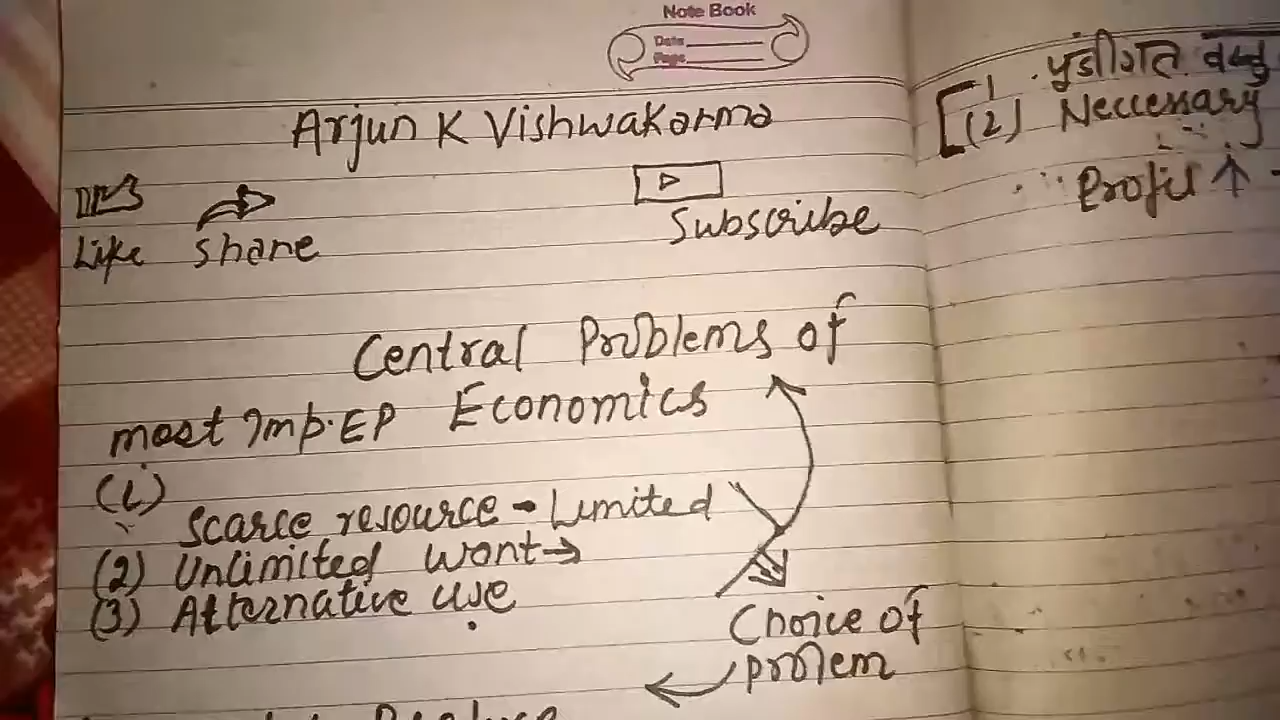 Note Book
Date
Page
Arjun K Vishwakarma
Like Share
Subscribe
Central Problems of
most Imp. EP Economics
(i)
Scarce resource - Limited
(2) Unlimited Want →
(3) Alternative use
Choice of
problem
(2) Neccessary
Profit ↑